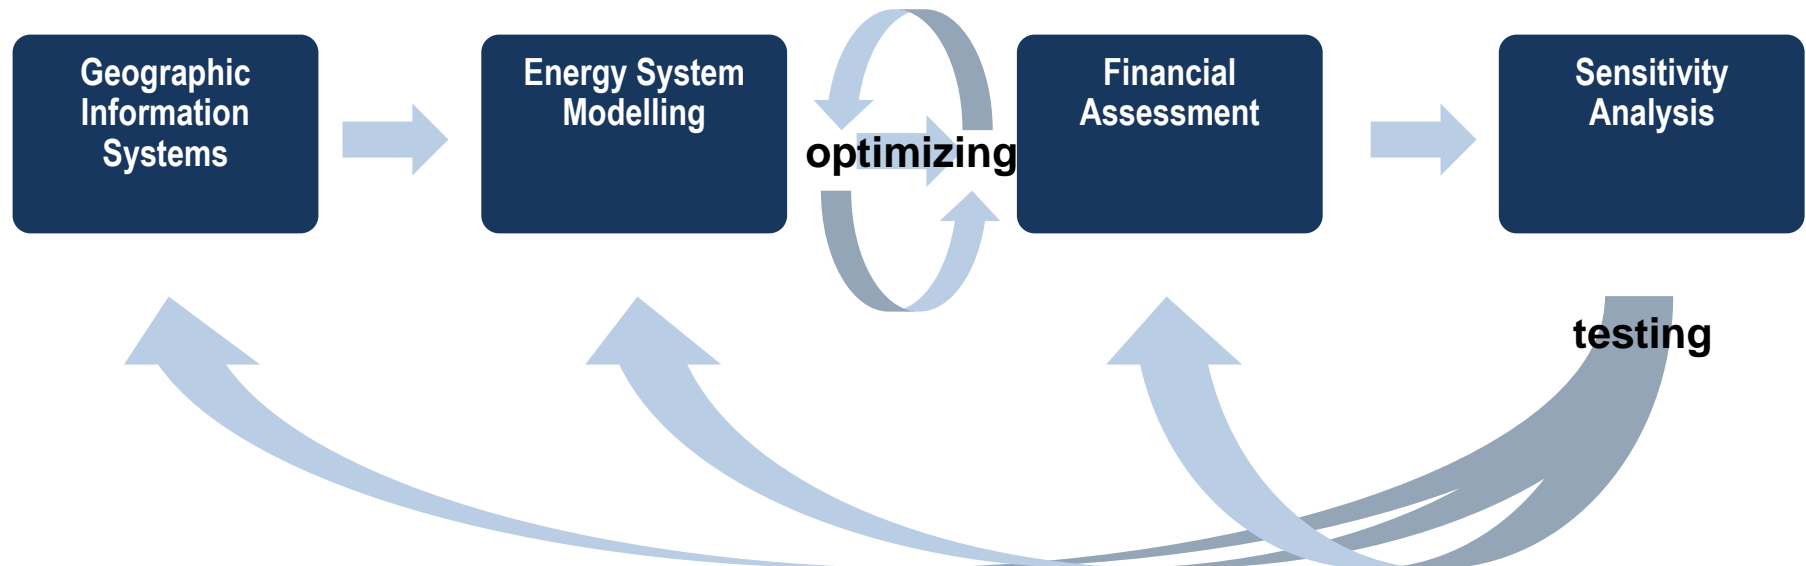 Geographic
Information
Systems
Energy System
Modelling
optimizing
Financial
Assessment
Sensitivity
Analysis
testing